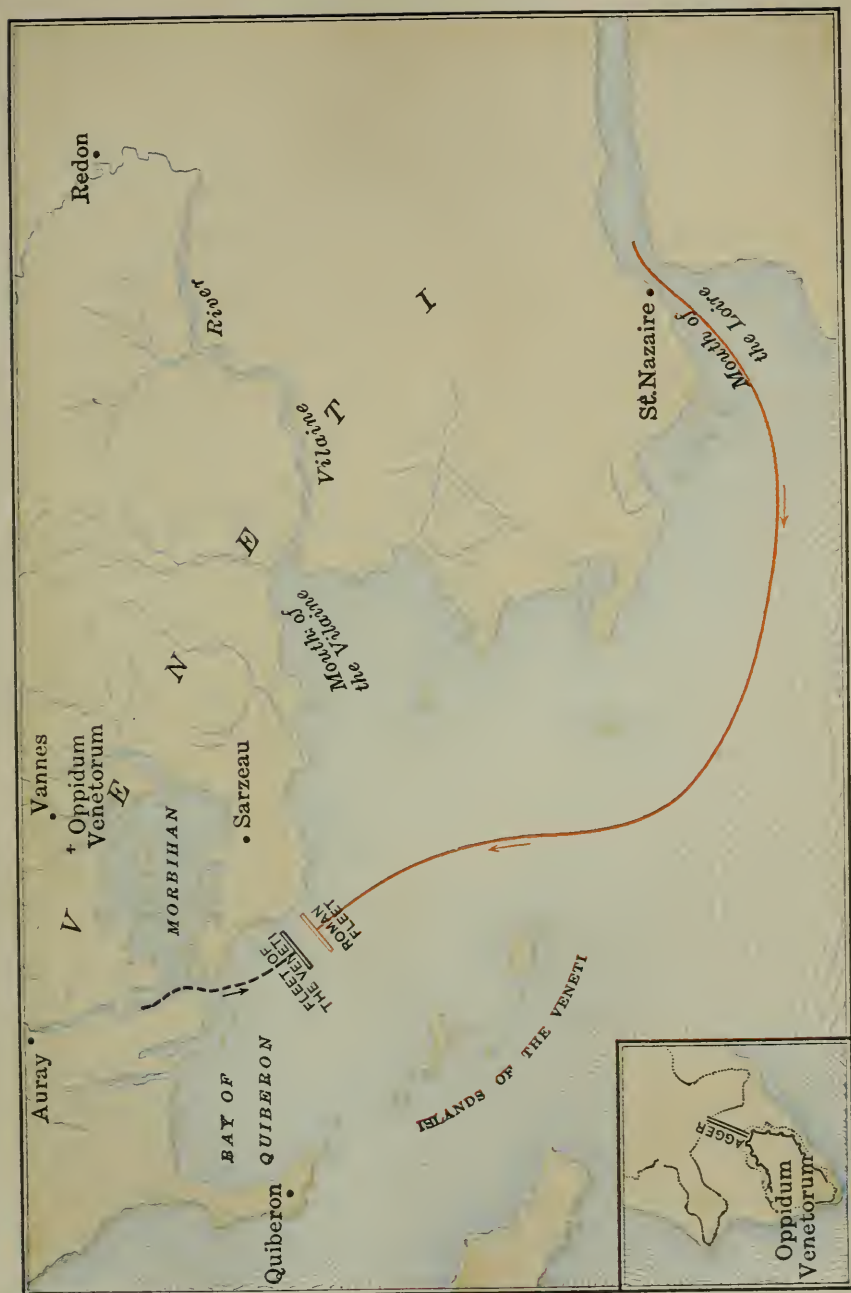 Redon
River
Vilaine
Mouth of
the Vilaine
St. Nazaire
Mouth of
the Loire
V E N E T I
Vannes
Oppidum
Venetorum
MORBIHAN
Sarzeau
Auray
FLEET OF
THE VENETI
ROMAN
FLEET
BAY OF
QUIBERON
Quiberon
ISLANDS OF THE VENETI
AGGER
Oppidum
Venetorum